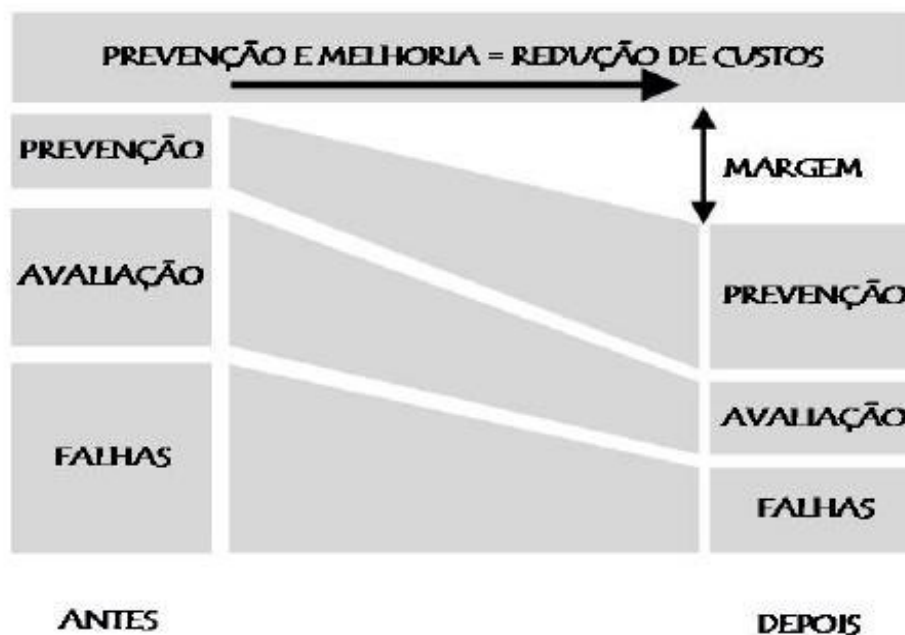 PREVENÇÃO E MELHORIA = REDUÇÃO DE CUSTOS
PREVENÇÃO
AVALIAÇÃO
FALHAS
ANTES
MARGEM
PREVENÇÃO
AVALIAÇÃO
FALHAS
DEPOIS